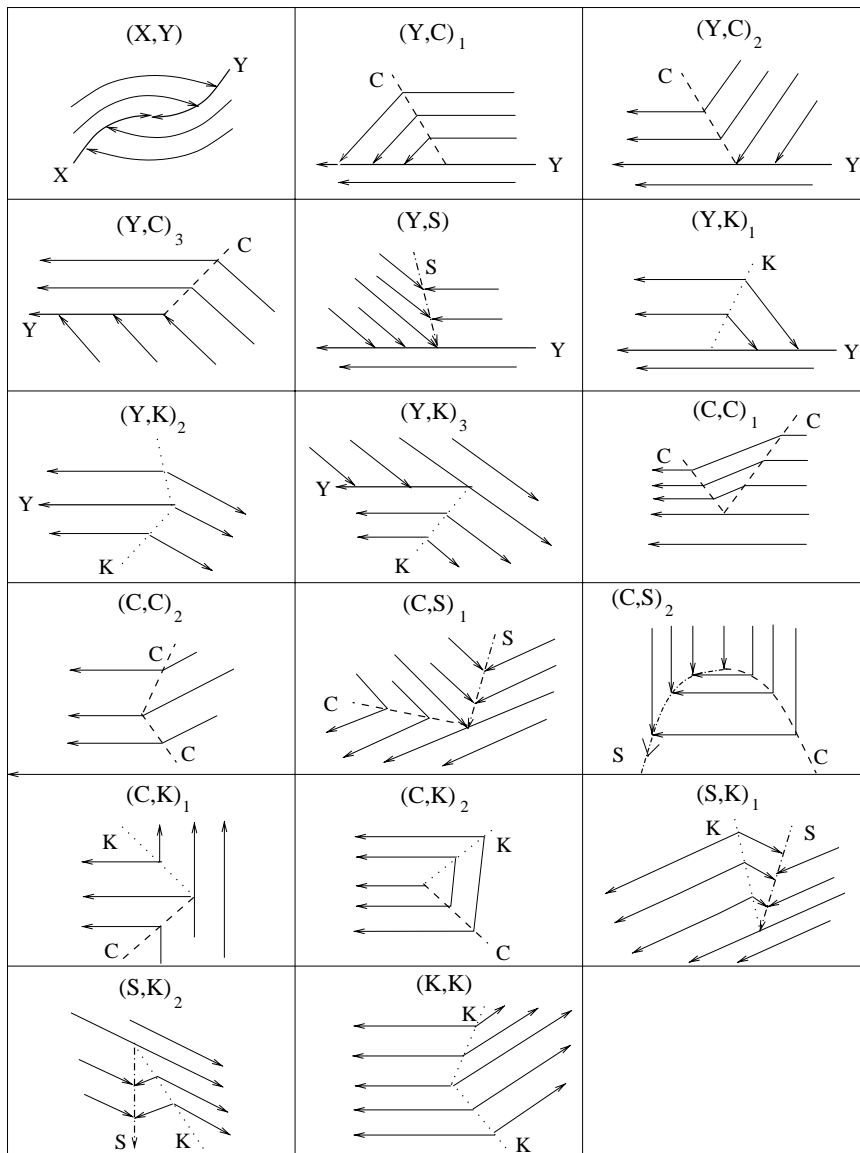 (X,Y)
Y
X
(Y,C)₁
C
Y
(Y,C)₂
C
Y
(Y,C)₃
C
Y
(Y,S)
S
Y
(Y,K)₁
K
Y
(Y,K)₂
Y
K
(Y,K)₃
Y
K
(C,C)₁
C
C
(C,C)₂
C
C
(C,S)₁
S
C
(C,S)₂
S
C
(C,K)₁
K
C
(C,K)₂
K
C
(S,K)₁
K
S
(S,K)₂
S
K
(K,K)
K
K